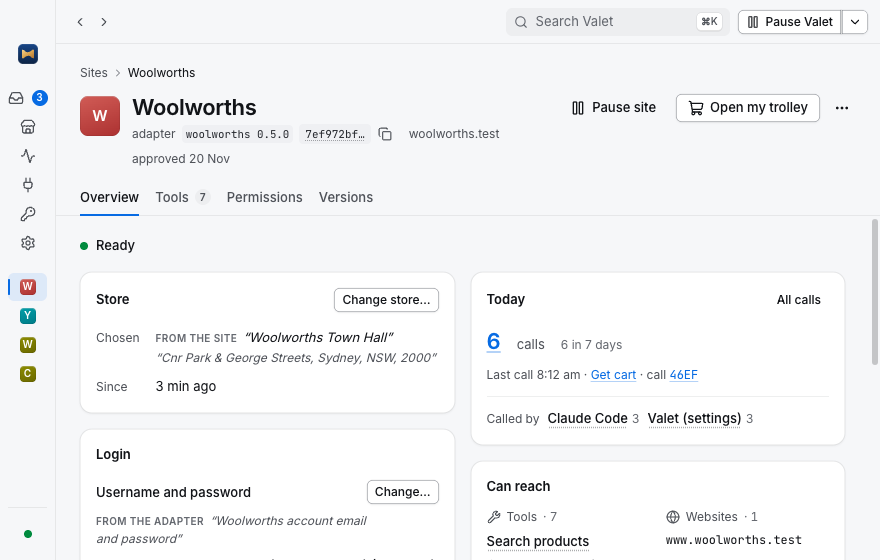 Search Valet ⌘K Pause Valet
Sites › Woolworths
3
W Woolworths Pause site Open my trolley
adapter woolworths 0.5.0 7ef972bf… woolworths.test
approved 20 Nov
Overview Tools 7 Permissions Versions
Ready
W
Y
W
C
Store Change store…
Chosen FROM THE SITE “Woolworths Town Hall”
“Cnr Park & George Streets, Sydney, NSW, 2000”
Since 3 min ago
Today All calls
6 calls 6 in 7 days
Last call 8:12 am · Get cart · call 46EF
Called by Claude Code 3 Valet (settings) 3
Login
Username and password Change…
FROM THE ADAPTER “Woolworths account email
and password”
Can reach
Tools · 7 Websites · 1
Search products www.woolworths.test